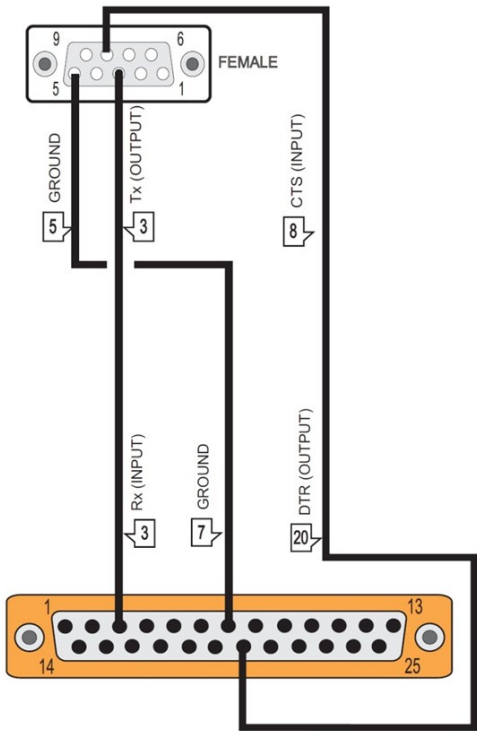 9
6
FEMALE
5
1
GROUND
5
Tx (OUTPUT)
3
CTS (INPUT)
8
Rx (INPUT)
3
GROUND
7
DTR (OUTPUT)
20
1
13
14
25